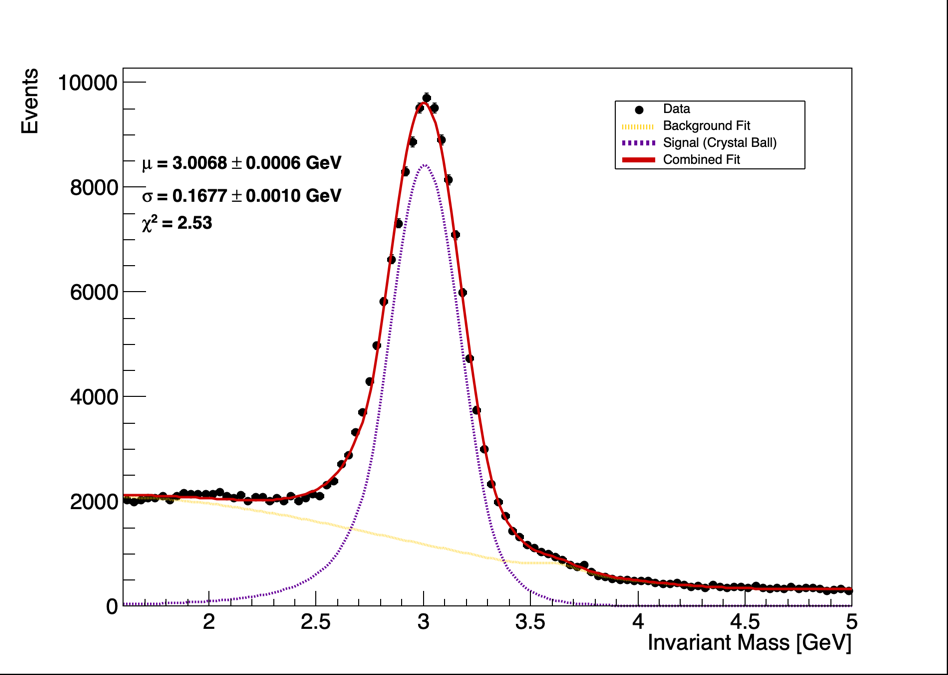 Events
10000
8000
6000
4000
2000
0
μ = 3.0068 ± 0.0006 GeV
σ = 0.1677 ± 0.0010 GeV
χ² = 2.53
Data
Background Fit
Signal (Crystal Ball)
Combined Fit
2 2.5 3 3.5 4 4.5 5
Invariant Mass [GeV]